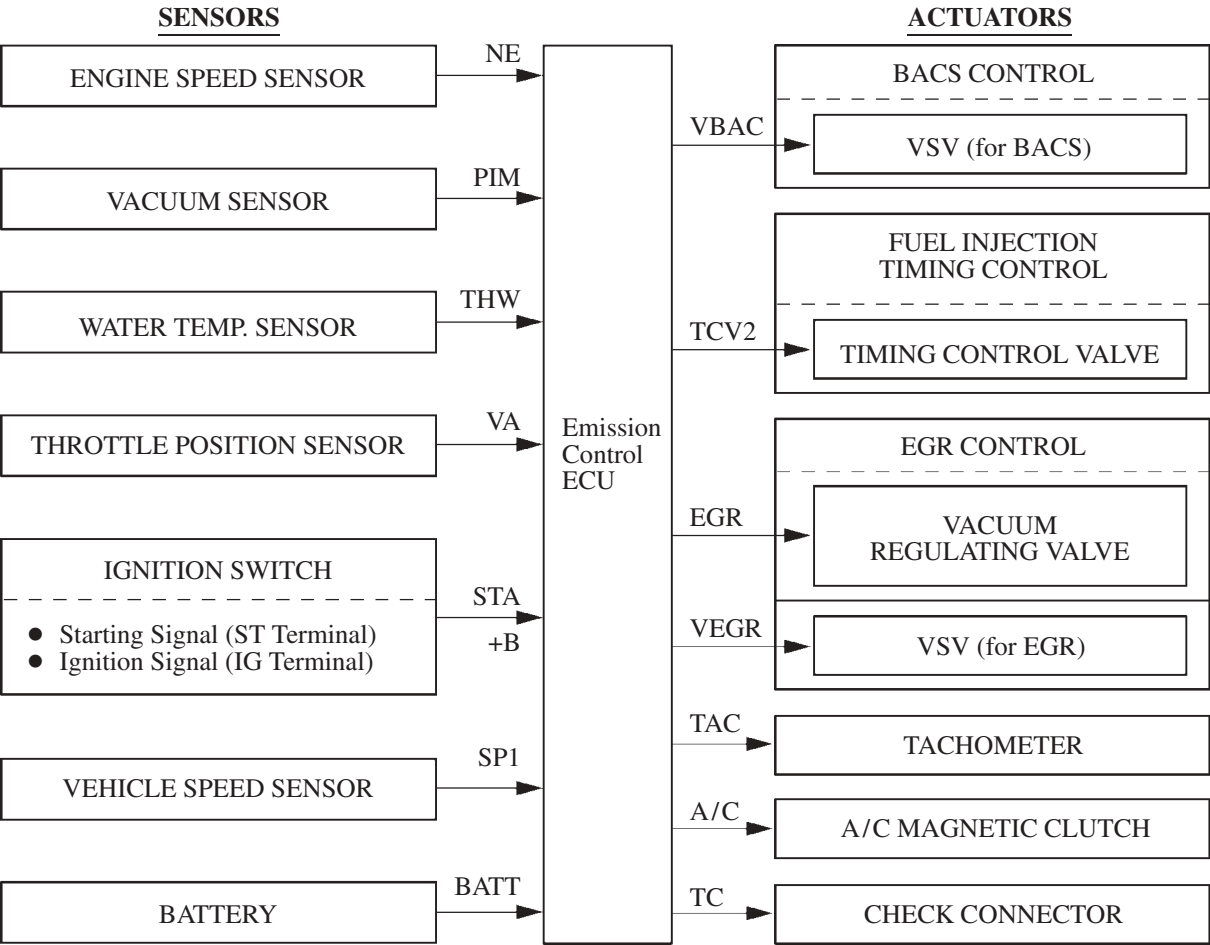 SENSORS
ENGINE SPEED SENSOR
NE
VACUUM SENSOR
PIM
WATER TEMP. SENSOR
THW
THROTTLE POSITION SENSOR
VA
IGNITION SWITCH
● Starting Signal (ST Terminal)
● Ignition Signal (IG Terminal)
STA
+B
VEHICLE SPEED SENSOR
SP1
BATTERY
BATT
Emission
Control
ECU
ACTUATORS
VBAC
BACS CONTROL
VSV (for BACS)
TCV2
FUEL INJECTION
TIMING CONTROL
TIMING CONTROL VALVE
EGR CONTROL
EGR
VACUUM
REGULATING VALVE
VEGR
VSV (for EGR)
TAC
TACHOMETER
A/C
A/C MAGNETIC CLUTCH
TC
CHECK CONNECTOR